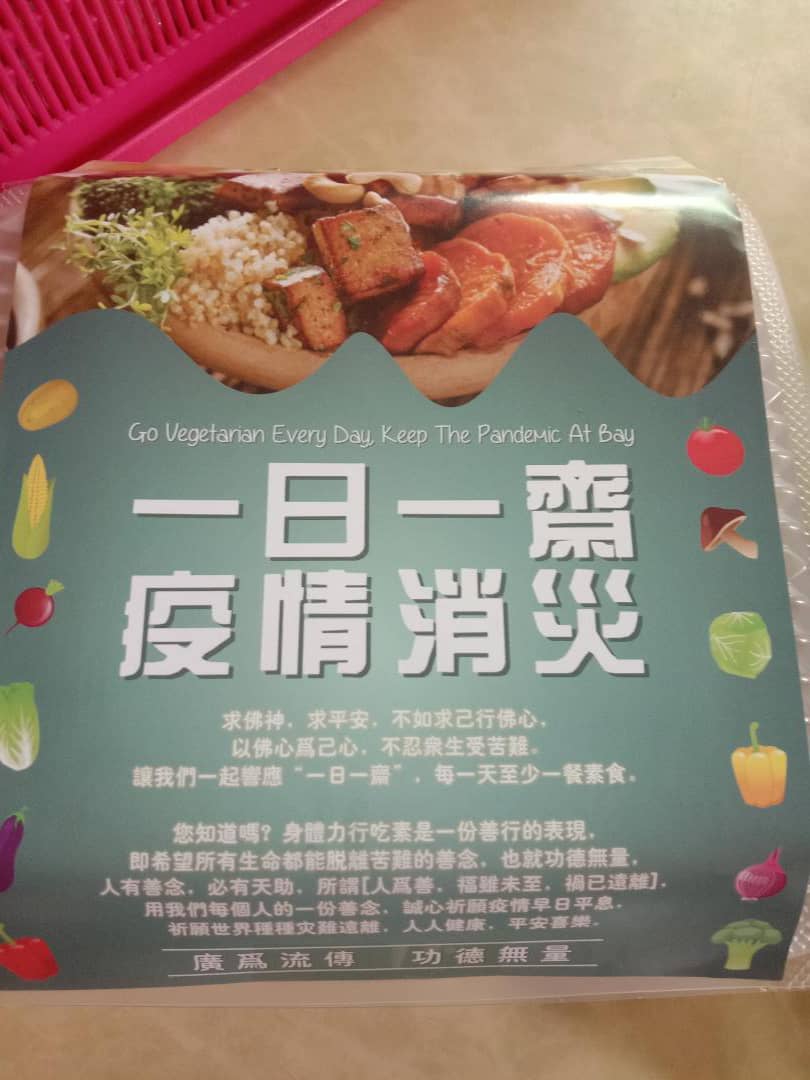 Go Vegetarian Every Day, Keep The Pandemic At Bay
一日一齋
疫情消災
求佛神，求平安，不如求己行佛心，
以佛心爲己心，不忍衆生受苦難。
讓我們一起響應“一日一齋”，每一天至少一餐素食。
您知道嗎？身體力行吃素是一份善行的表現，
即希望所有生命都能脱離苦難的善念，也就功德無量，
人有善念，必有天助，所謂[人爲善，福雖未至，禍已遠離]，
用我們每個人的一份善念，誠心祈願疫情早日平息，
祈願世界種種灾難遠離，人人健康，平安喜樂。
廣爲流傳 功德無量